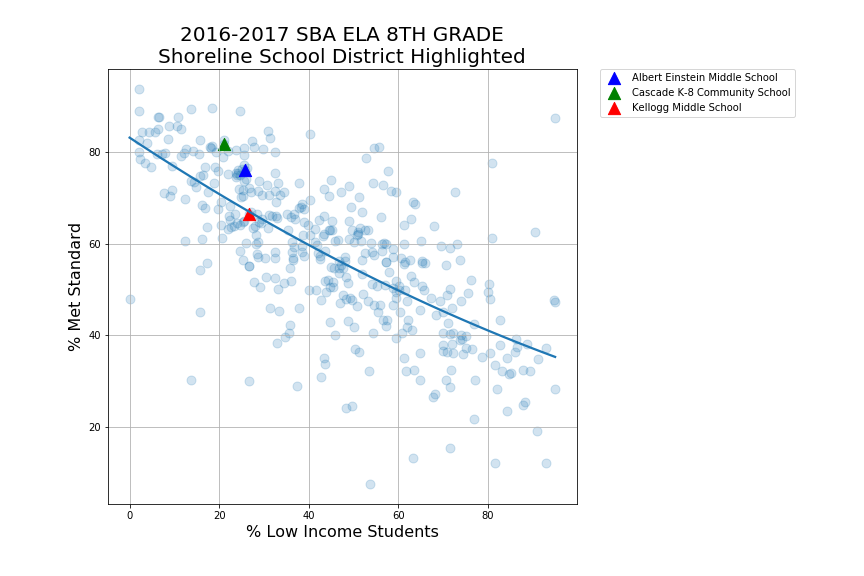 2016-2017 SBA ELA 8TH GRADE
Shoreline School District Highlighted
Albert Einstein Middle School
Cascade K-8 Community School
Kellogg Middle School
% Met Standard
80
60
40
20
0
20
40
60
80
% Low Income Students